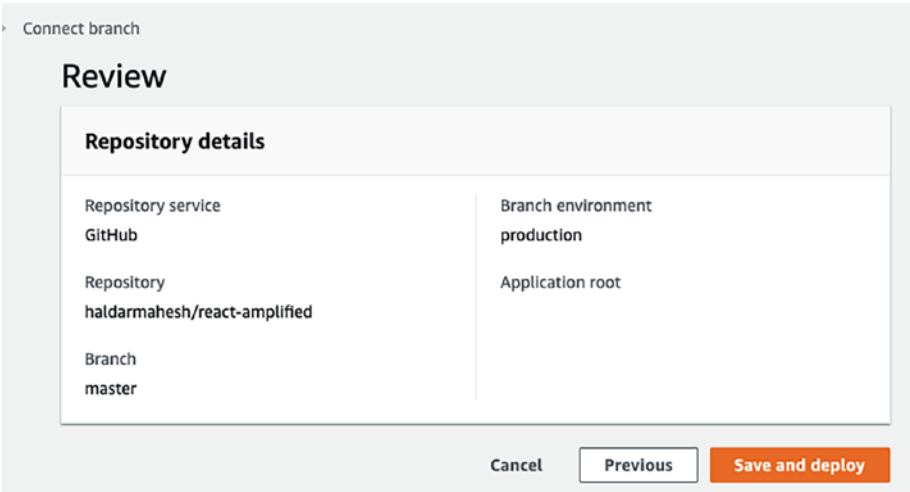 Connect branch
Review
Repository details
Repository service
GitHub
Repository
haldarmahesh/react-amplified
Branch
master
Branch environment
production
Application root
Cancel
Previous
Save and deploy